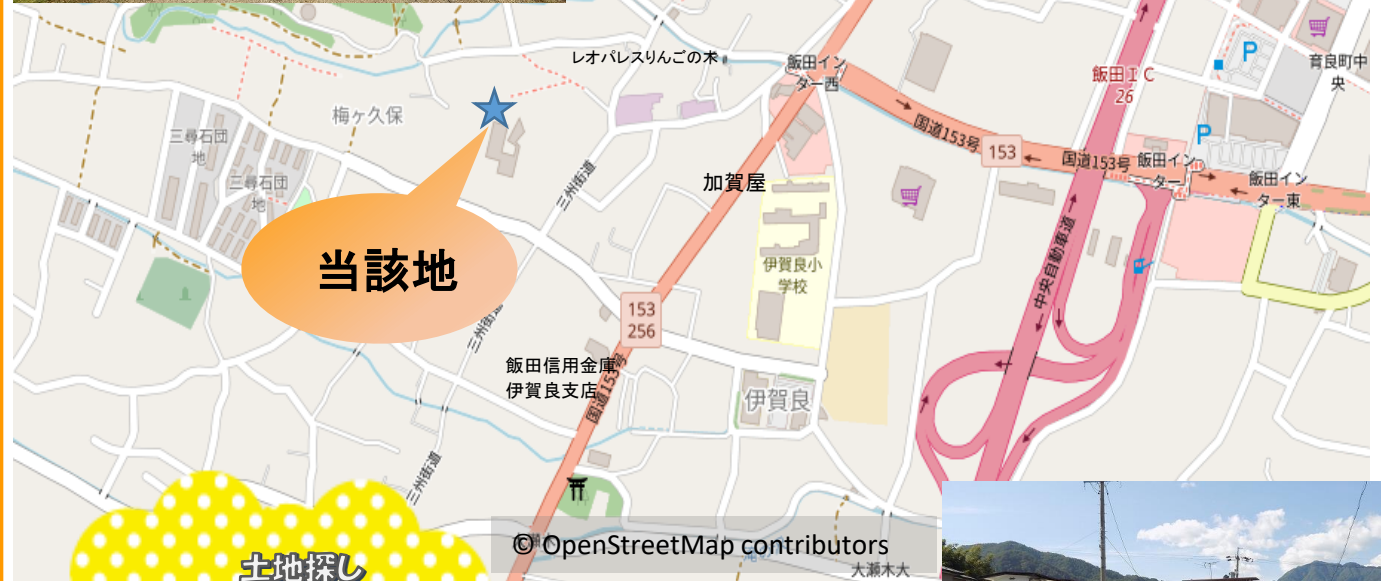 レオパレスりんごの木
飯田イン
ター西
P
育良町中
央
飯田IC
26
梅ヶ久保
三尋石団
地
国道153号
153
国道153号
飯田イン
ター
P
飯田イン
ター東
三尋石団
地
三州街道
加賀屋
当該地
伊賀良小
学校
中央自動車道
153
256
三州街道
飯田信用金庫
伊賀良支店
国道153号
伊賀良
三州街道
© OpenStreetMap contributors
土地探し
大瀬木大